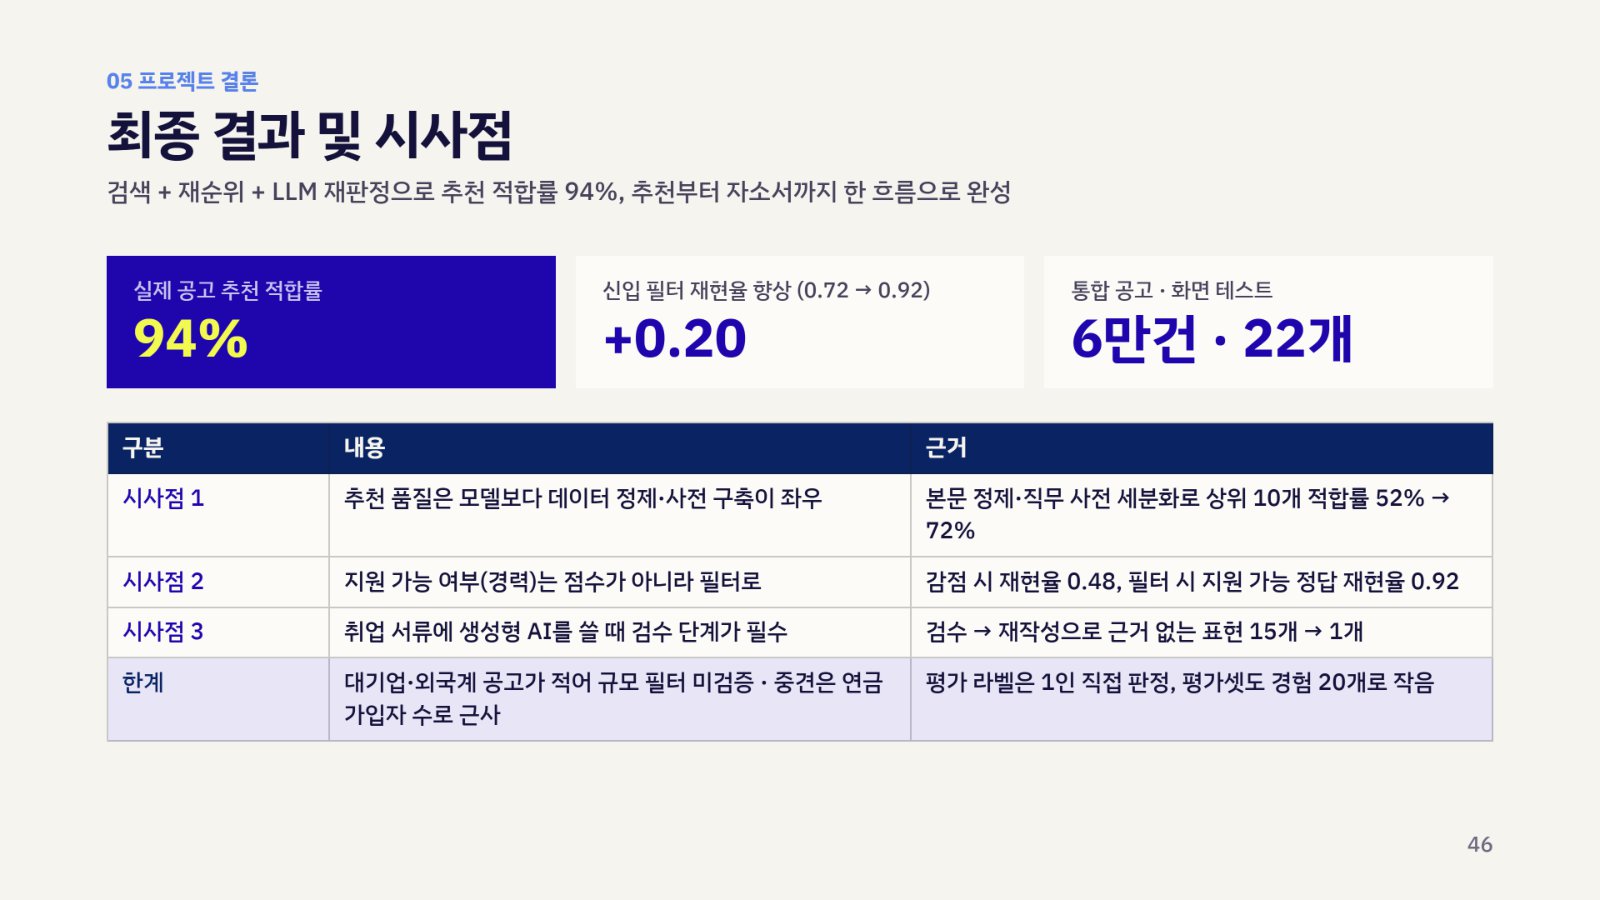 05 프로젝트 결론
최종 결과 및 시사점
검색 + 재순위 + LLM 재판정으로 추천 적합률 94%, 추천부터 자소서까지 한 흐름으로 완성
실제 공고 추천 적합률
94%
신입 필터 재현율 향상 (0.72 → 0.92)
+0.20
통합 공고 · 화면 테스트
6만건 · 22개
구분
내용
근거
시사점 1
추천 품질은 모델보다 데이터 정제·사전 구축이 좌우
본문 정제·직무 사전 세분화로 상위 10개 적합률 52% →
72%
시사점 2
지원 가능 여부(경력)는 점수가 아니라 필터로
감점 시 재현율 0.48, 필터 시 지원 가능 정답 재현율 0.92
시사점 3
취업 서류에 생성형 AI를 쓸 때 검수 단계가 필수
검수 → 재작성으로 근거 없는 표현 15개 → 1개
한계
대기업·외국계 공고가 적어 규모 필터 미검증 · 중견은 연금
가입자 수로 근사
평가 라벨은 1인 직접 판정, 평가셋도 경험 20개로 작음
46